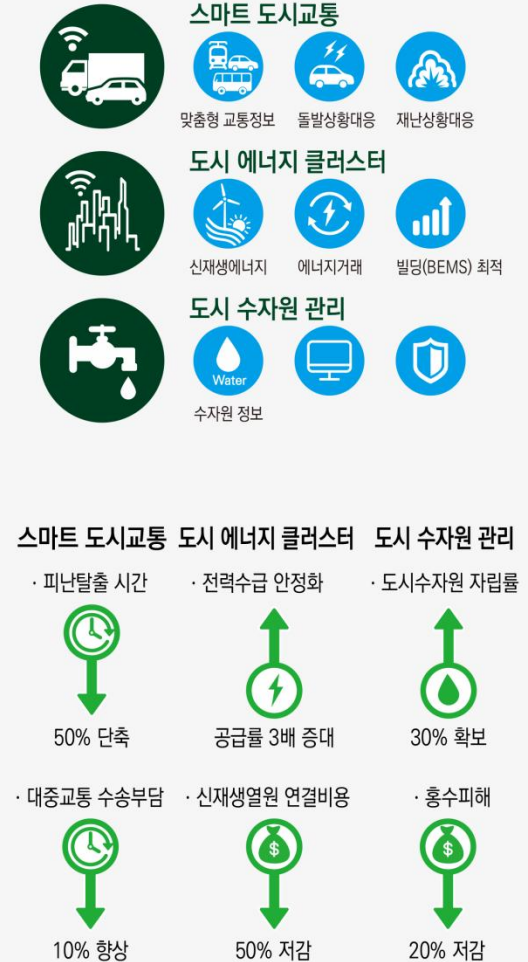 스마트 도시교통
맞춤형 교통정보 돌발상황대응 재난상황대응
도시 에너지 클러스터
신재생에너지 에너지거래 빌딩(BEMS) 최적
도시 수자원 관리
Water
수자원 정보
스마트 도시교통 도시 에너지 클러스터 도시 수자원 관리
· 피난탈출 시간 · 전력수급 안정화 · 도시수자원 자립률
50% 단축 공급률 3배 증대 30% 확보
· 대중교통 수송부담 · 신재생열원 연결비용 · 홍수피해
$ $
10% 향상 50% 저감 20% 저감